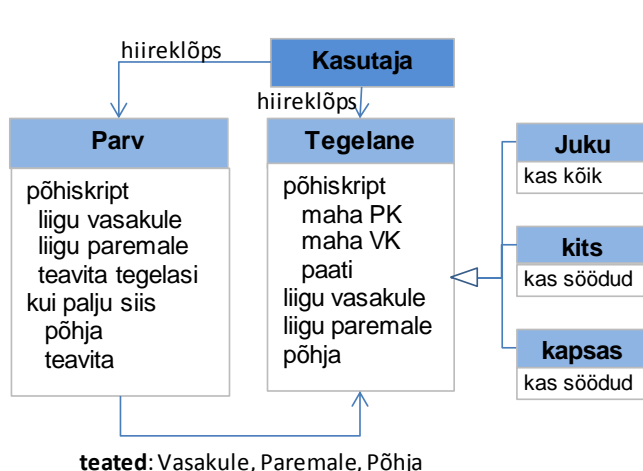 hiireklõps
Kasutaja
hiireklõps
Parv
põhiskript
liigu vasakule
liigu paremale
teavita tegelasi
kui palju siis
põhja
teavita
Tegelane
põhiskript
maha PK
maha VK
paati
liigu vasakule
liigu paremale
põhja
Juku
kas kõik
kits
kas söödud
kapsas
kas söödud
teated: Vasakule, Paremale, Põhja